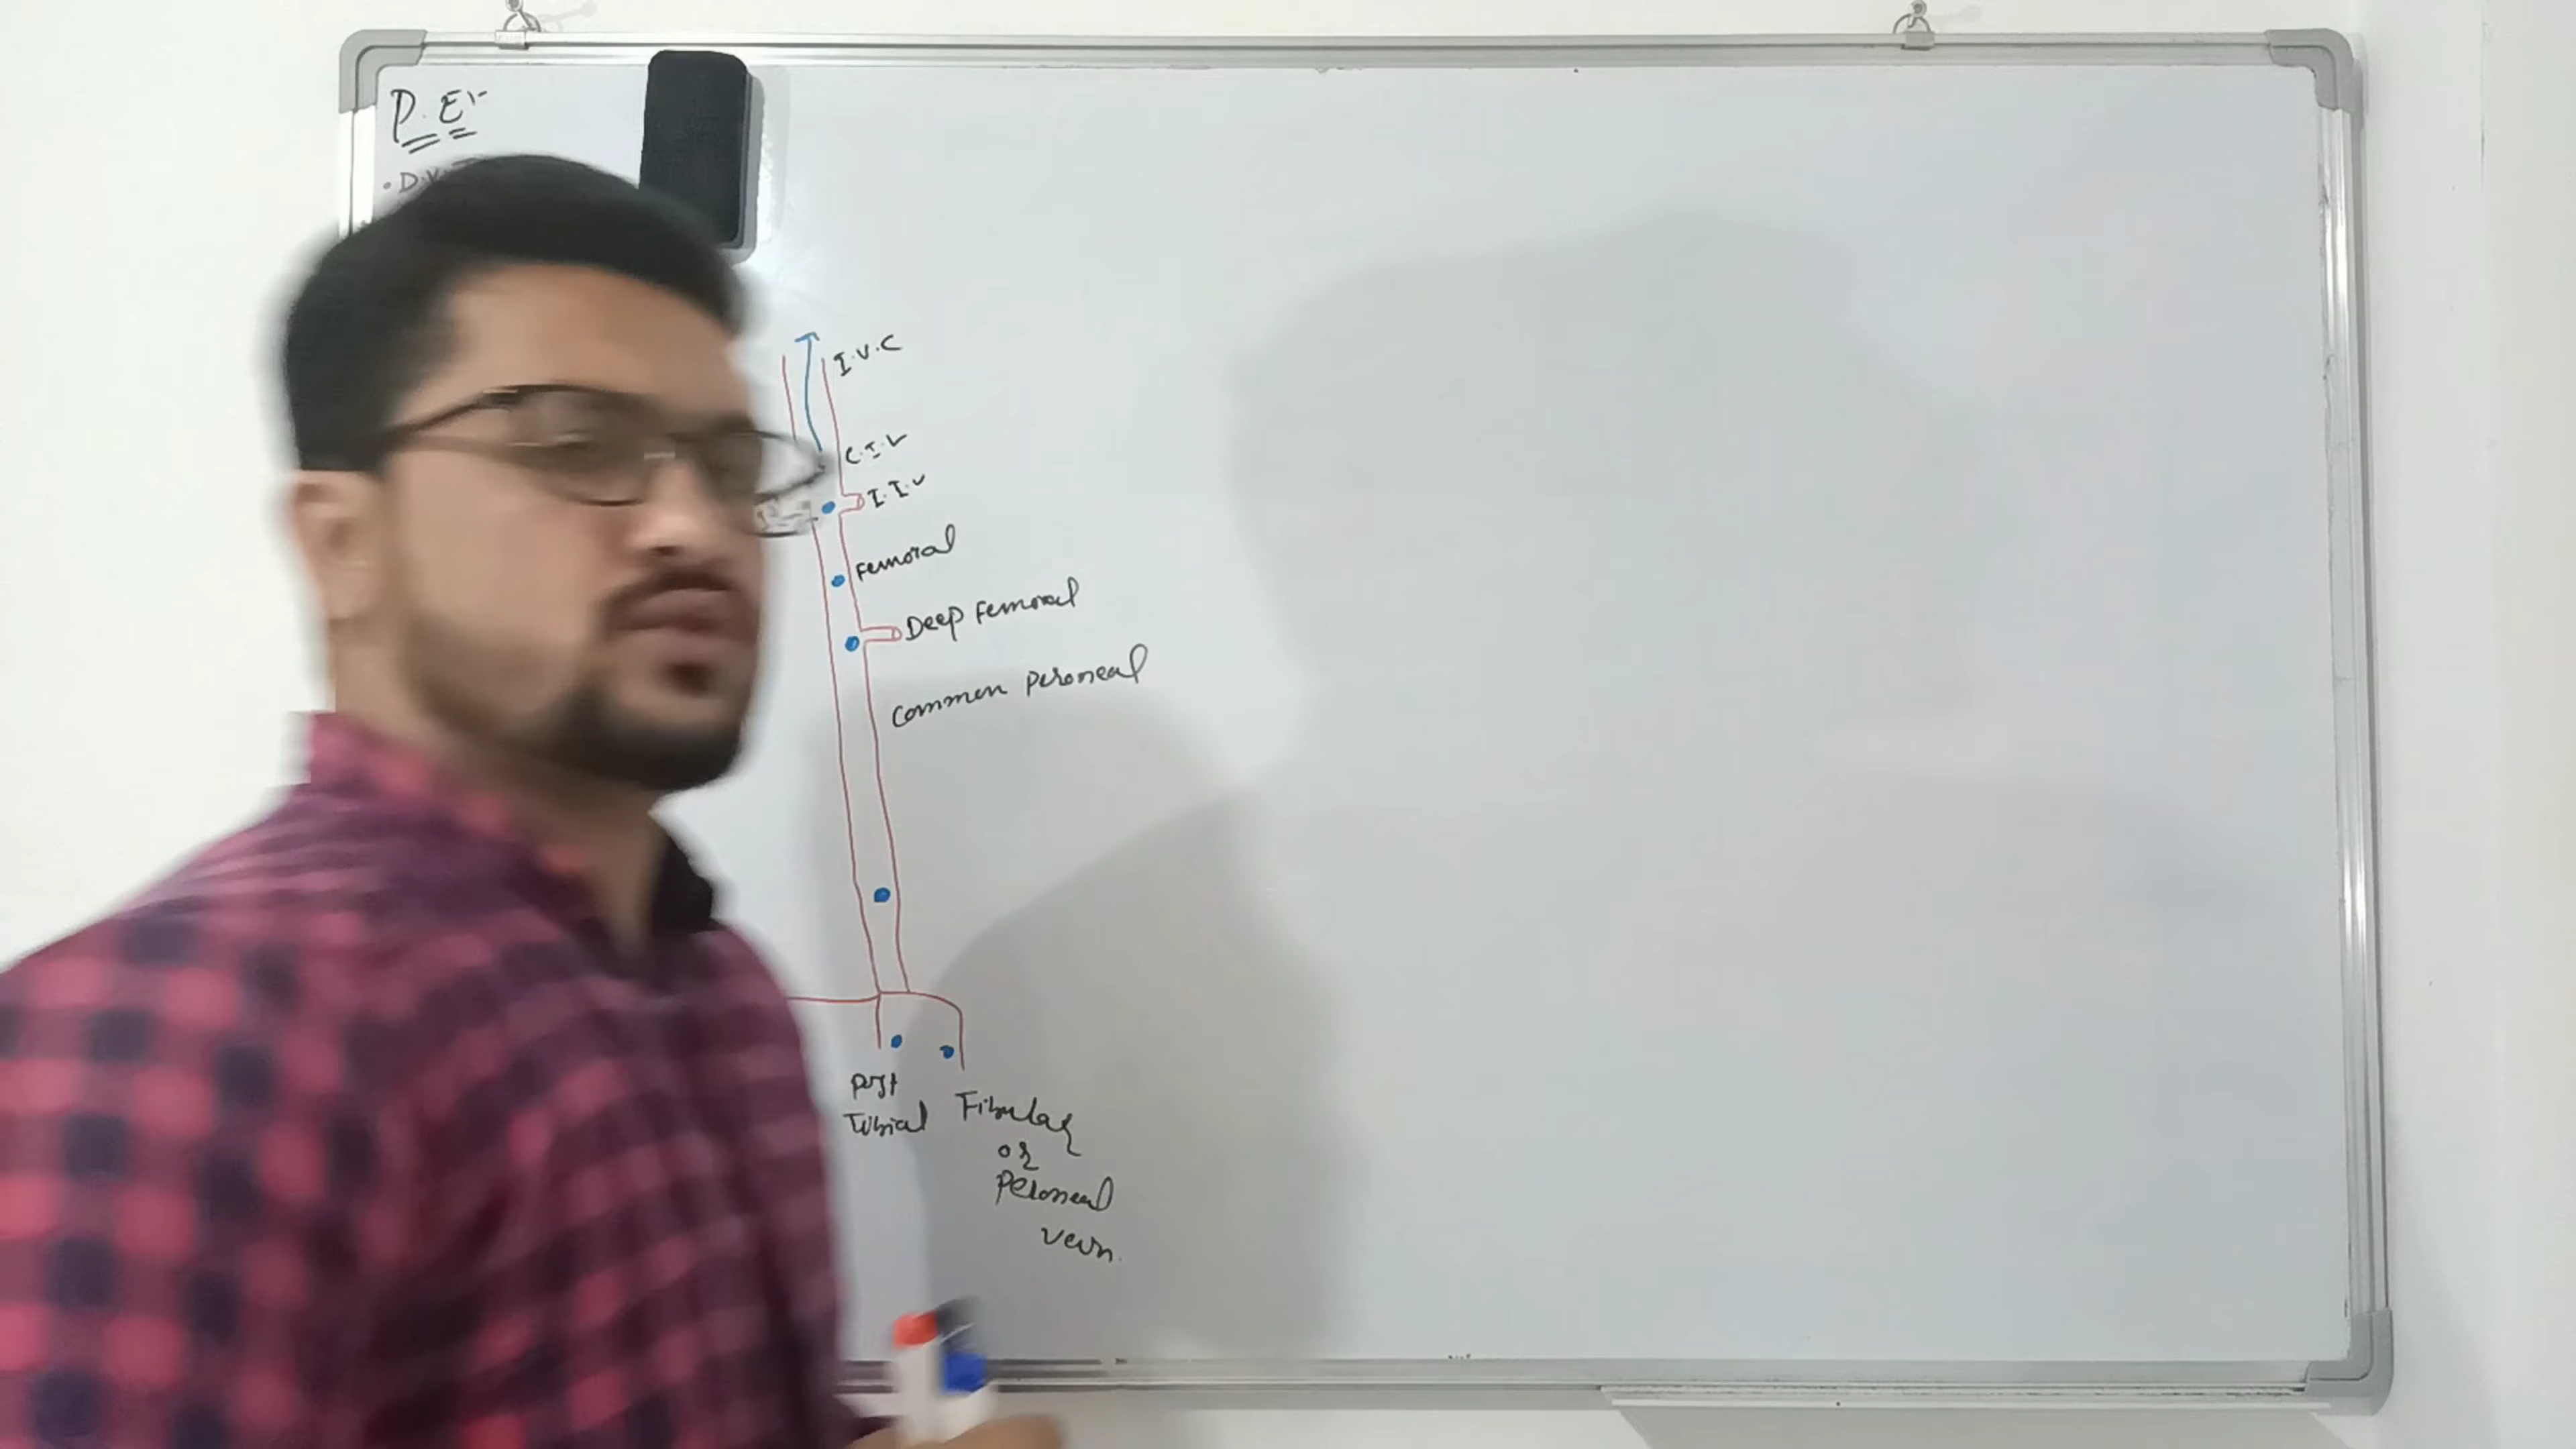 P.E:-
I.V.C
C.I.V
I.I.V
Femoral
Deep Femoral
Common Peroneal
Post
Tibial
Fibular
or
Peroneal
vein.